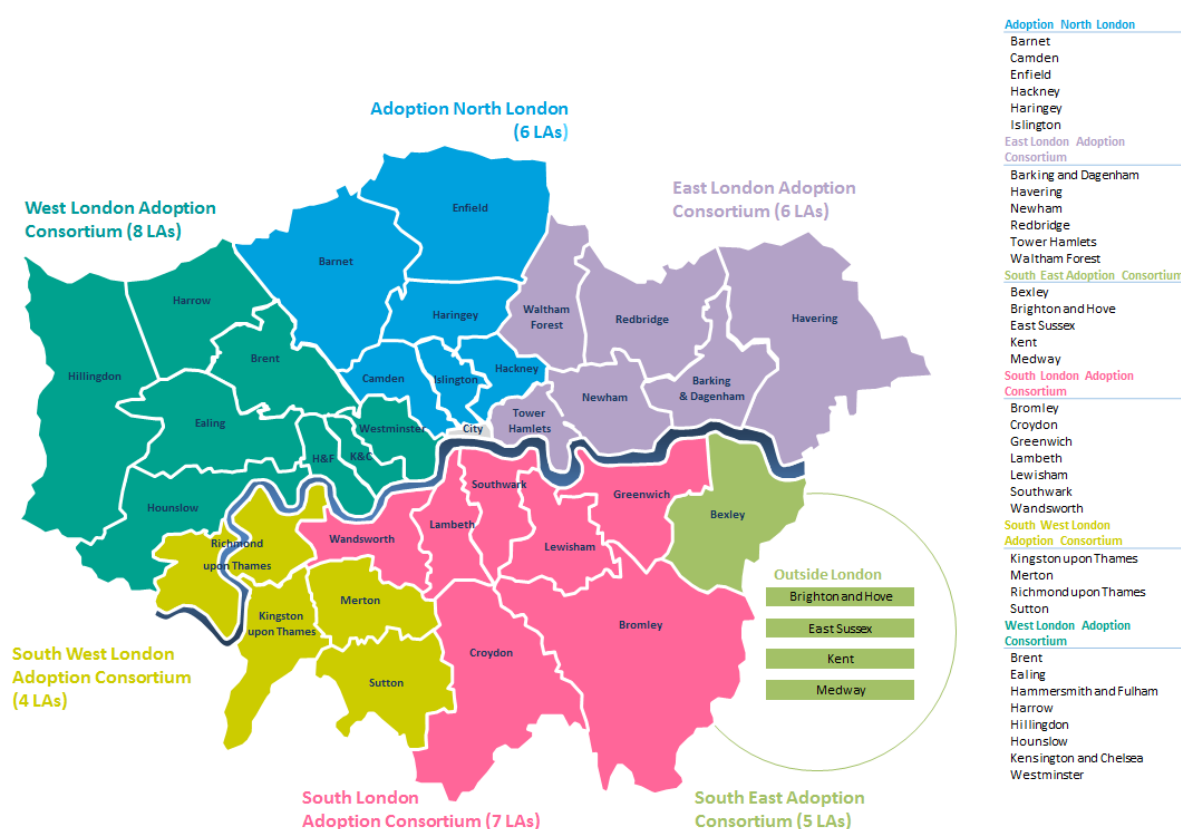 Adoption North London
(6 LAs)
West London Adoption
Consortium (8 LAs)
East London Adoption
Consortium (6 LAs)
Enfield
Barnet
Harrow
Haringey
Waltham
Forest
Redbridge
Havering
Hillingdon
Brent
Camden
Islington
Hackney
Barking
& Dagenham
Newham
Ealing
Westminster
City
Tower
Hamlets
H&F
K&C
Southwark
Hounslow
Greenwich
Bexley
Lambeth
Wandsworth
Lewisham
Richmond
upon Thames
Merton
Kingston
upon Thames
Bromley
Croydon
Sutton
Outside London
Brighton and Hove
East Sussex
Kent
Medway
South West London
Adoption Consortium
(4 LAs)
South London
Adoption Consortium (7 LAs)
South East Adoption
Consortium (5 LAs)
Adoption North London
Barnet
Camden
Enfield
Hackney
Haringey
Islington
East London Adoption
Consortium
Barking and Dagenham
Havering
Newham
Redbridge
Tower Hamlets
Waltham Forest
South East Adoption Consortium
Bexley
Brighton and Hove
East Sussex
Kent
Medway
South London Adoption
Consortium
Bromley
Croydon
Greenwich
Lambeth
Lewisham
Southwark
Wandsworth
South West London
Adoption Consortium
Kingston upon Thames
Merton
Richmond upon Thames
Sutton
West London Adoption
Consortium
Brent
Ealing
Hammersmith and Fulham
Harrow
Hillingdon
Hounslow
Kensington and Chelsea
Westminster